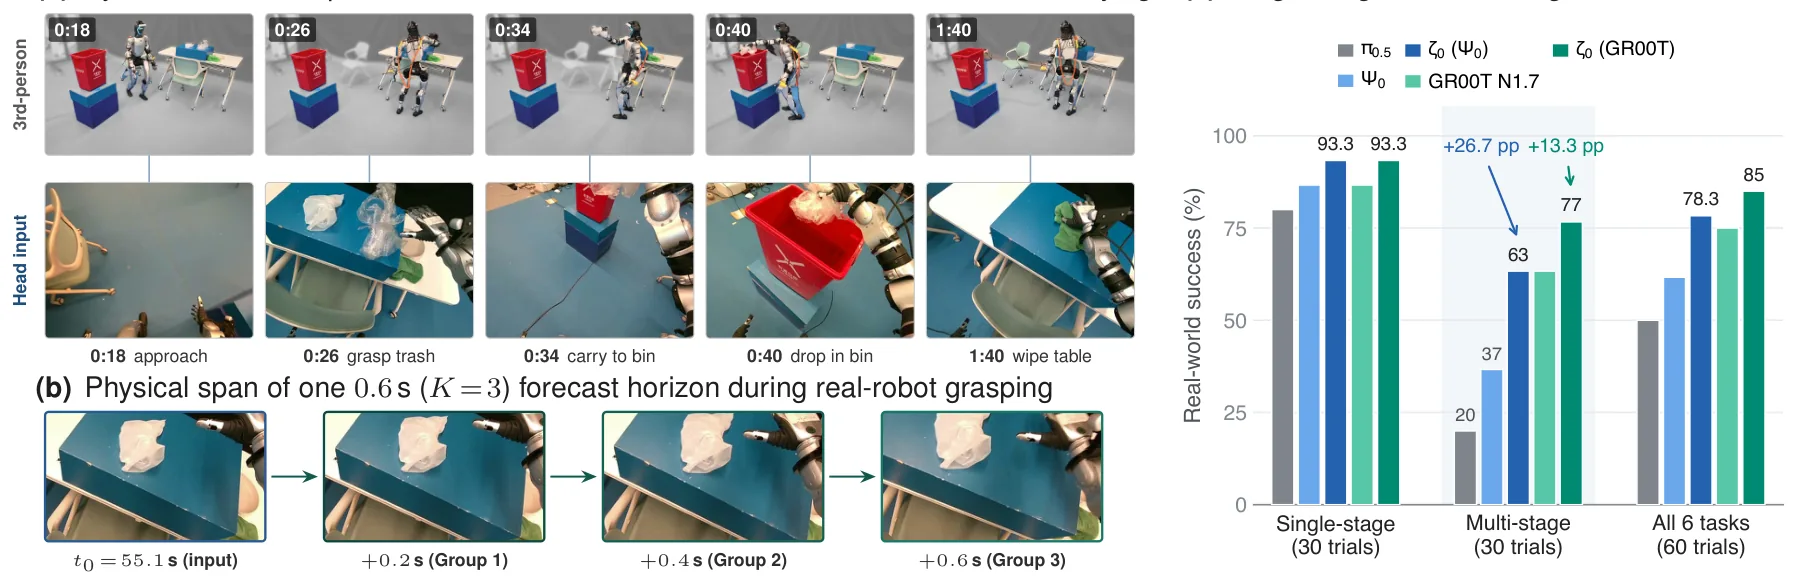 3rd-person
0:18
0:26
0:34
0:40
1:40
Head input
0:18 approach
0:26 grasp trash
0:34 carry to bin
0:40 drop in bin
1:40 wipe table
(b) Physical span of one 0.6 s (K = 3) forecast horizon during real-robot grasping
t₀ = 55.1 s (input)
+0.2 s (Group 1)
+0.4 s (Group 2)
+0.6 s (Group 3)
π₀.₅
ζ₀ (Ψ₀)
ζ₀ (GR00T)
Ψ₀
GR00T N1.7
Real-world success (%)
100
75
50
25
0
93.3
93.3
+26.7 pp
+13.3 pp
20
37
63
77
78.3
85
Single-stage
(30 trials)
Multi-stage
(30 trials)
All 6 tasks
(60 trials)